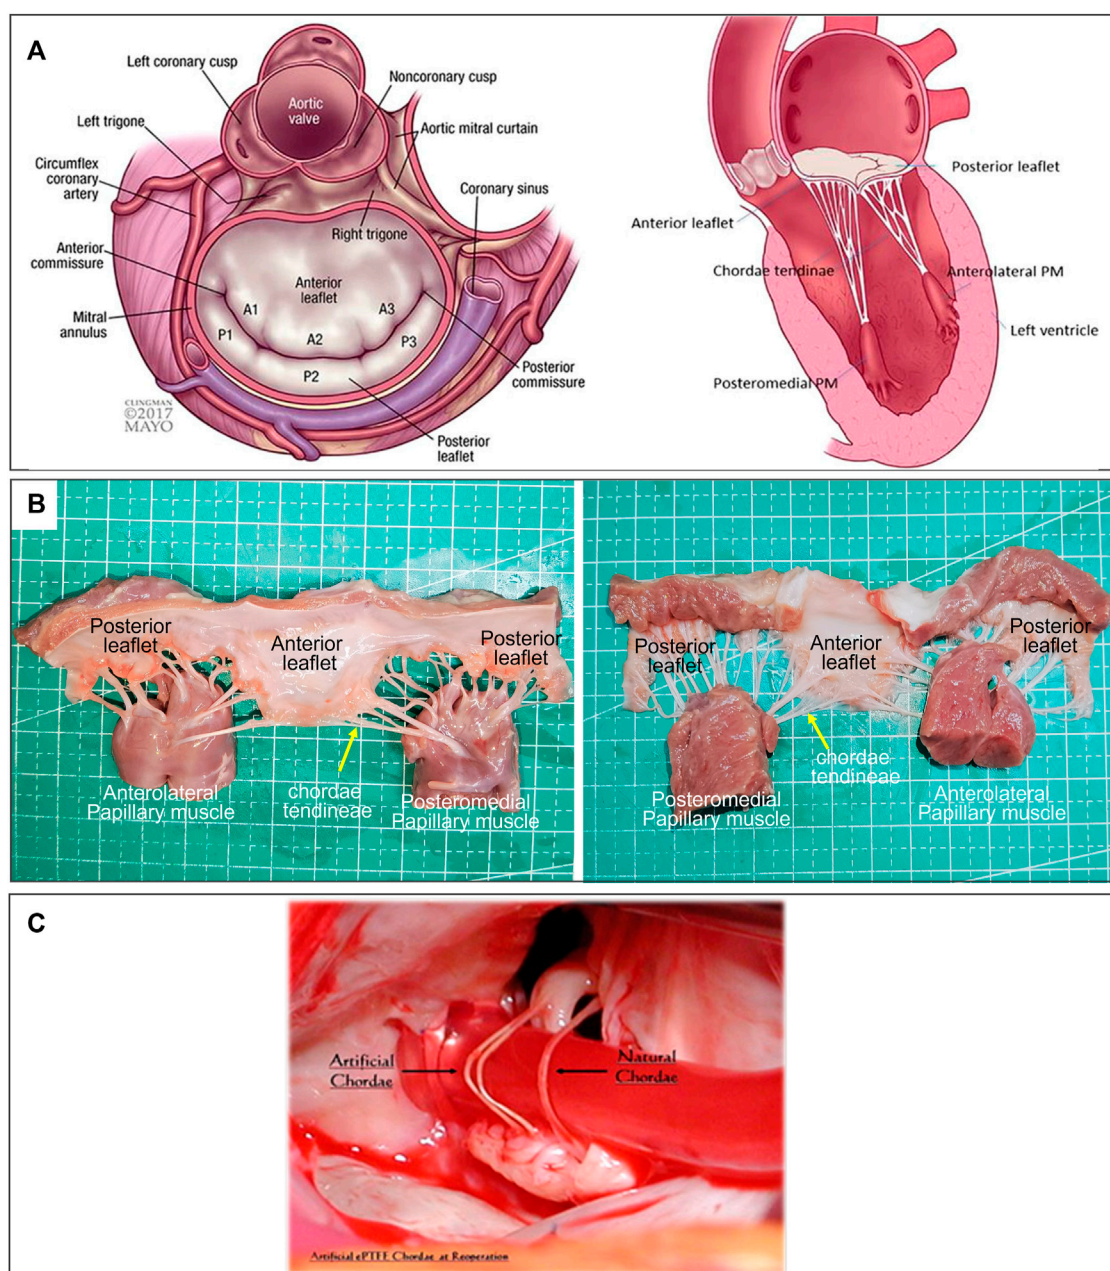 A
Left coronary cusp
Noncoronary cusp
Aortic
valve
Left trigone
Aortic mitral curtain
Circumflex
coronary
artery
Coronary sinus
Right trigone
Anterior
commissure
Anterior
leaflet
Mitral
annulus
A1
A2
A3
P1
P2
P3
Posterior
commissure
Posterior
leaflet
CLINGMAN
©2017
MAYO
Posterior leaflet
Anterior leaflet
Chordae tendinae
Anterolateral PM
Left ventricle
Posteromedial PM
B
Posterior
leaflet
Anterior
leaflet
Posterior
leaflet
Anterolateral
Papillary muscle
chordae
tendineae
Posteromedial
Papillary muscle
Posterior
leaflet
Anterior
leaflet
Posterior
leaflet
Posteromedial
Papillary muscle
chordae
tendineae
Anterolateral
Papillary muscle
C
Artificial
Chordae
Natural
Chordae
Artificial ePTFE Chordae at Reoperation